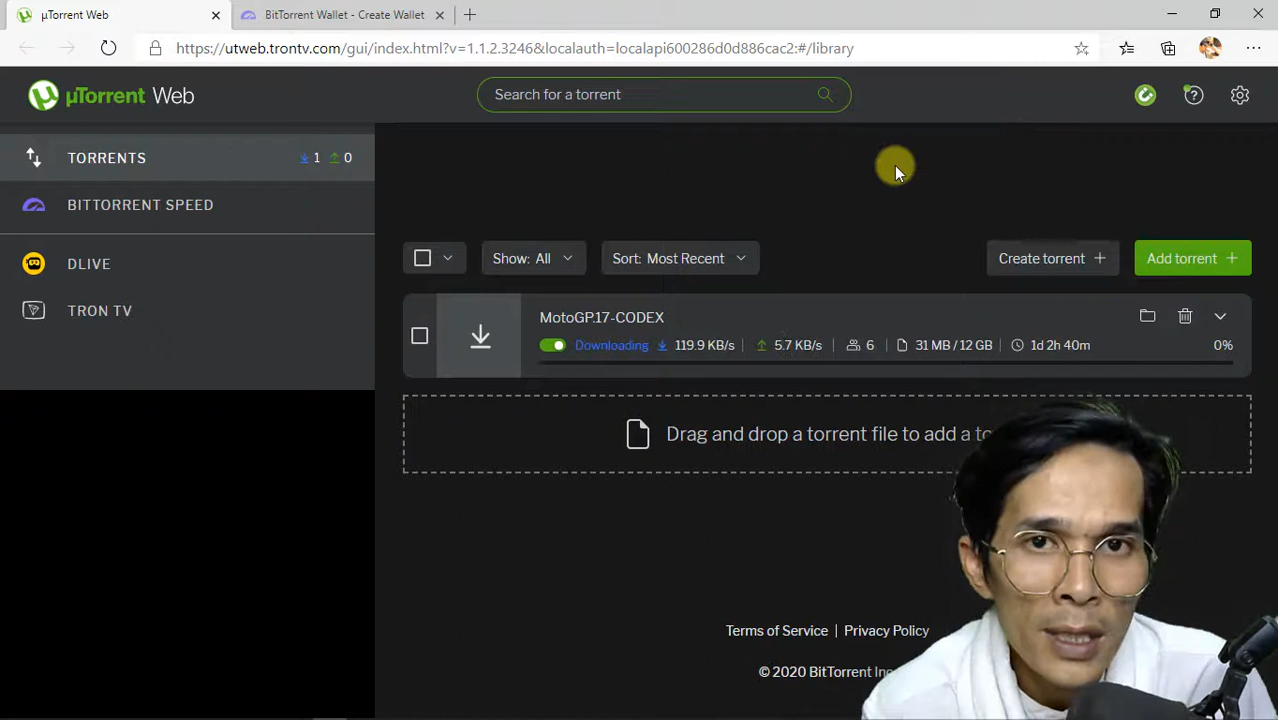 µTorrent Web
BitTorrent Wallet - Create Wallet
https://utweb.trontv.com/gui/index.html?v=1.1.2.3246&localauth=localapi600286d0d886cac2:#/library
µTorrent Web
Search for a torrent
TORRENTS 1 0
BITTORRENT SPEED
DLIVE
TRON TV
Show: All
Sort: Most Recent
Create torrent +
Add torrent +
MotoGP.17-CODEX
Downloading 119.9 KB/s 5.7 KB/s 6 31 MB / 12 GB 1d 2h 40m 0%
Drag and drop a torrent file to add a
Terms of Service | Privacy Policy
© 2020 BitTorrent